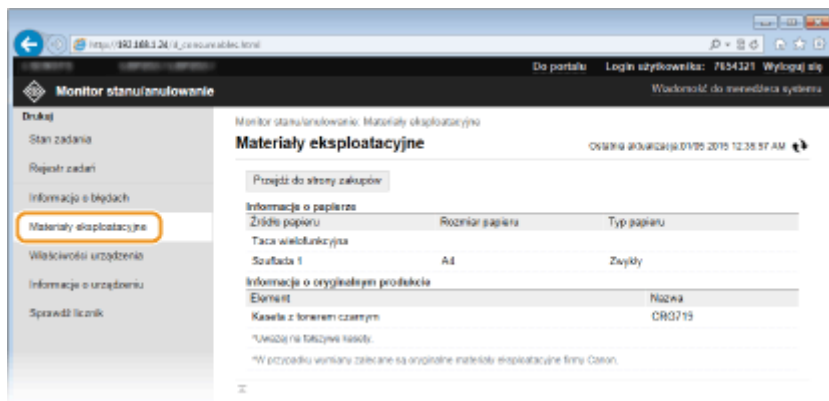 http://192.168.1.24/d_consumables.html
Do portalu Login użytkownika: 7654321 Wyloguj się
Monitor stanu/anulowanie Wiadomość do menedżera systemu
Drukuj
Stan zadania
Rejestr zadań
Informacje o błędach
Materiały eksploatacyjne
Właściwości urządzenia
Informacje o urządzeniu
Sprawdź licznik
Monitor stanu/anulowanie: Materiały eksploatacyjne
Materiały eksploatacyjne Ostatnia aktualizacja:01/05 2015 12:38:57 AM
Przejdź do strony zakupów
Informacje o papierze
Źródło papieru Rozmiar papieru Typ papieru
Taca wielofunkcyjna
Szuflada 1 A4 Zwykły
Informacje o oryginalnym produkcie
Element Nazwa
Kaseta z tonerem czarnym CRG719
*Uważaj na fałszywe kasety.
*W przypadku wymiany zalecane są oryginalne materiały eksploatacyjne firmy Canon.